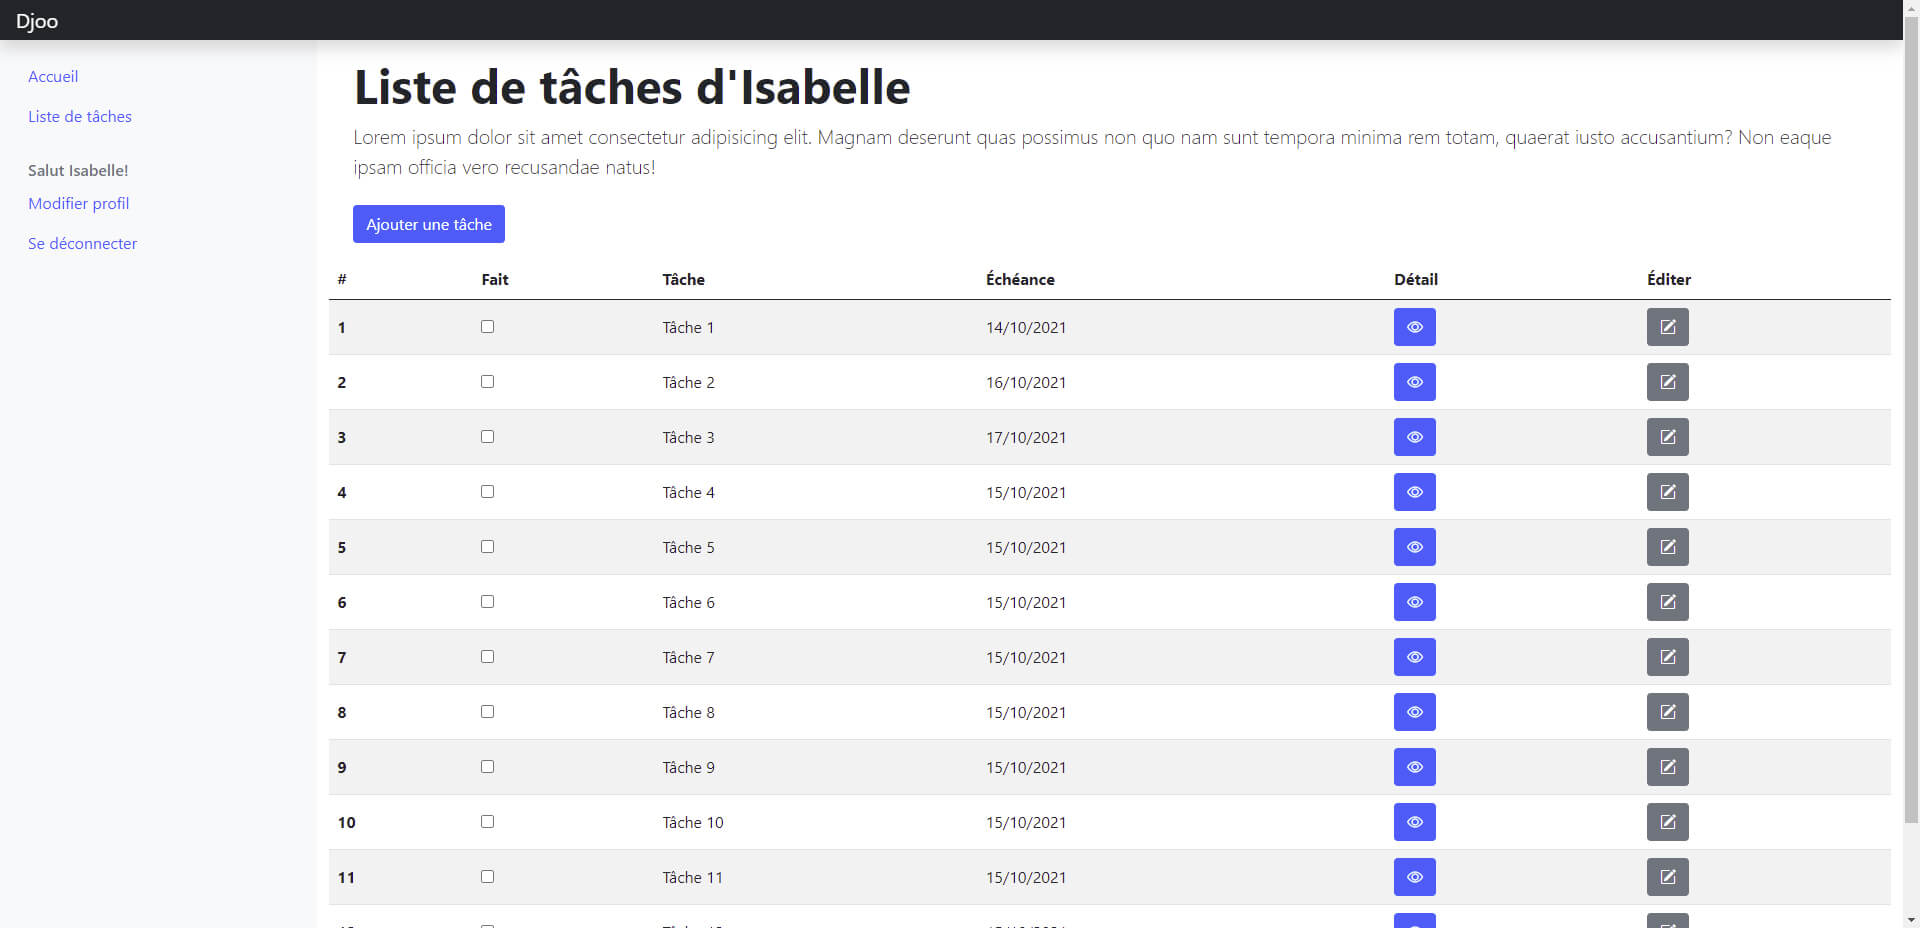 Djoo
Accueil
Liste de tâches
Salut Isabelle!
Modifier profil
Se déconnecter
Liste de tâches d'Isabelle
Lorem ipsum dolor sit amet consectetur adipisicing elit. Magnam deserunt quas possimus non quo nam sunt tempora minima rem totam, quaerat iusto accusantium? Non eaque
ipsam officia vero recusandae natus!
Ajouter une tâche
# Fait Tâche Échéance Détail Éditer
1 Tâche 1 14/10/2021
2 Tâche 2 16/10/2021
3 Tâche 3 17/10/2021
4 Tâche 4 15/10/2021
5 Tâche 5 15/10/2021
6 Tâche 6 15/10/2021
7 Tâche 7 15/10/2021
8 Tâche 8 15/10/2021
9 Tâche 9 15/10/2021
10 Tâche 10 15/10/2021
11 Tâche 11 15/10/2021